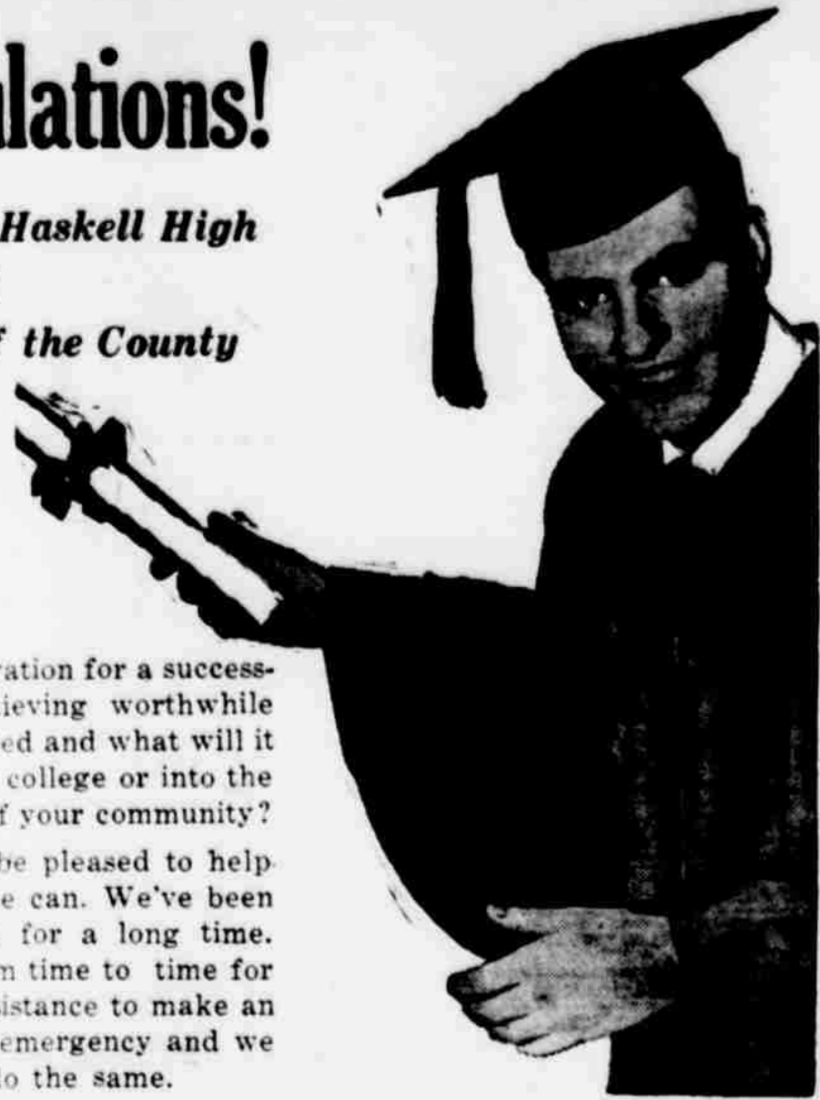 ulations!
Haskell High
the County
ation for a success-
ieving worthwhile
ed and what will it
college or into the
f your community?
be pleased to help
e can. We've been
for a long time.
m time to time for
istance to make an
emergency and we
do the same.